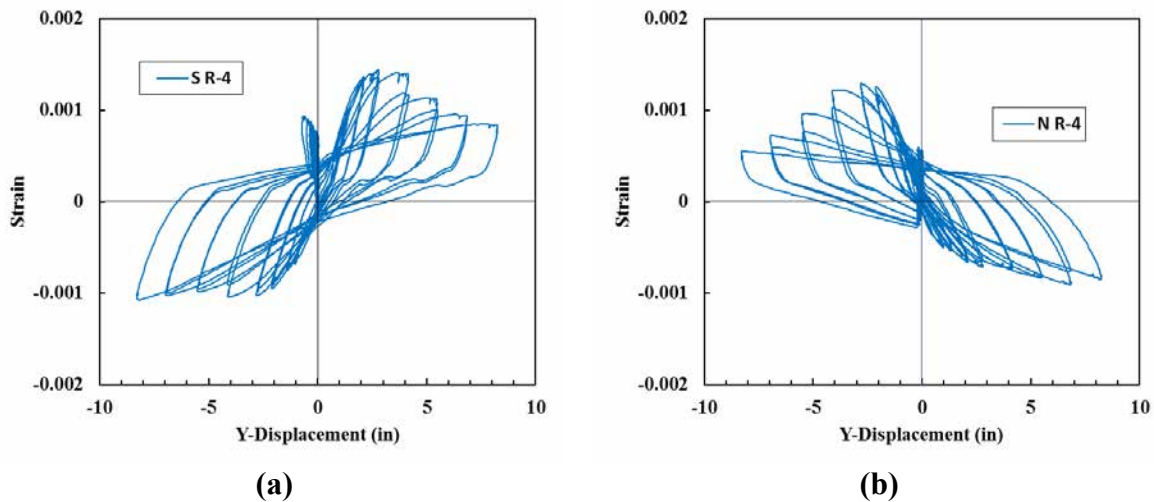 0.002
0.001
0
-0.001
-0.002
Strain
S R-4
-10 -5 0 5 10
Y-Displacement (in)
(a)
0.002
0.001
0
-0.001
-0.002
Strain
N R-4
-10 -5 0 5 10
Y-Displacement (in)
(b)